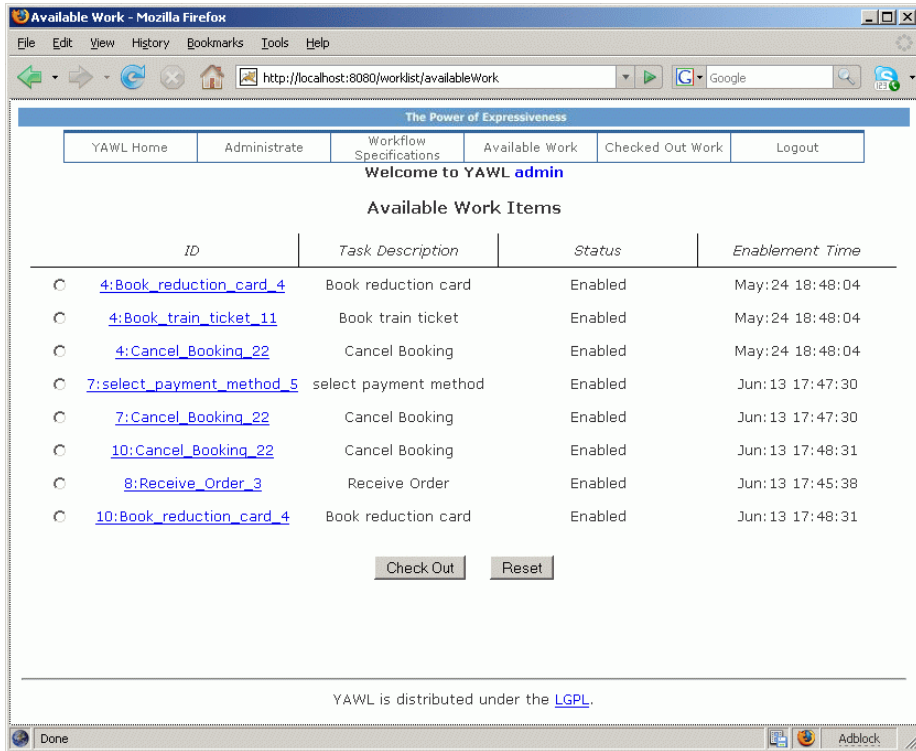 Available Work - Mozilla Firefox
File Edit View History Bookmarks Tools Help
http://localhost:8080/worklist/availableWork G Google 123
The Power of Expressiveness
YAWL Home Administrate Workflow Specifications Available Work Checked Out Work Logout
Welcome to YAWL admin
Available Work Items
ID Task Description Status Enablement Time
4:Book_reduction_card_4 Book reduction card Enabled May:24 18:48:04
4:Book_train_ticket_11 Book train ticket Enabled May:24 18:48:04
4:Cancel_Booking_22 Cancel Booking Enabled May:24 18:48:04
7:select_payment_method_5 select payment method Enabled Jun:13 17:47:30
7:Cancel_Booking_22 Cancel Booking Enabled Jun:13 17:47:30
10:Cancel_Booking_22 Cancel Booking Enabled Jun:13 17:48:31
8:Receive_Order_3 Receive Order Enabled Jun:13 17:45:38
10:Book_reduction_card_4 Book reduction card Enabled Jun:13 17:48:31
Check Out Reset
YAWL is distributed under the LGPL.
Done Adblock